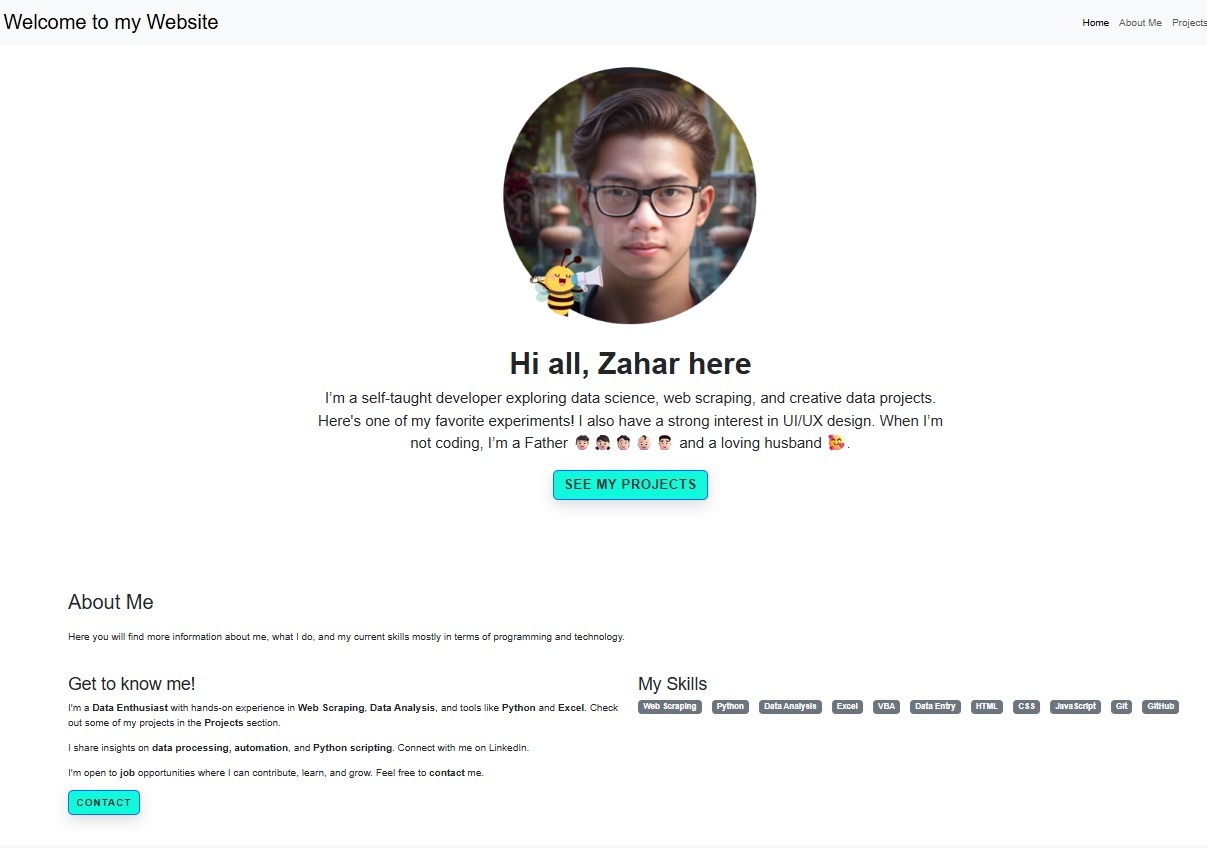 Welcome to my Website
Home About Me Projects
Hi all, Zahar here
I’m a self-taught developer exploring data science, web scraping, and creative data projects.
Here's one of my favorite experiments! I also have a strong interest in UI/UX design. When I’m
not coding, I’m a Father 👦🏻👧🏻👦🏻👶🏻👦🏻 and a loving husband 🥰.
SEE MY PROJECTS
About Me
Here you will find more information about me, what I do, and my current skills mostly in terms of programming and technology.
Get to know me!
I'm a Data Enthusiast with hands-on experience in Web Scraping, Data Analysis, and tools like Python and Excel. Check
out some of my projects in the Projects section.
I share insights on data processing, automation, and Python scripting. Connect with me on LinkedIn.
I'm open to job opportunities where I can contribute, learn, and grow. Feel free to contact me.
CONTACT
My Skills
Web Scraping Python Data Analysis Excel VBA Data Entry HTML CSS JavaScript Git GitHub